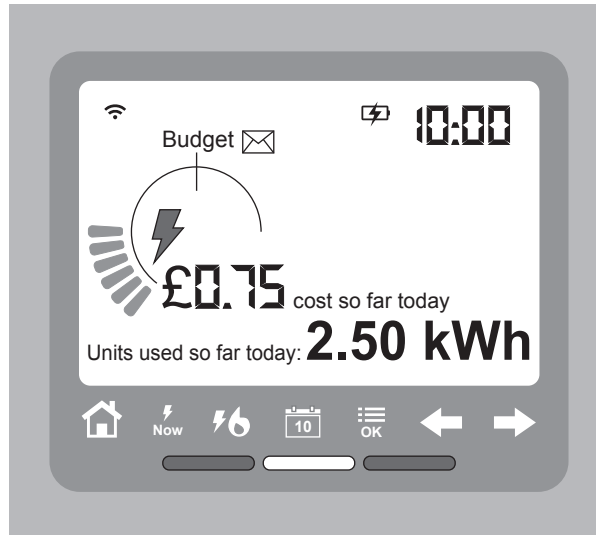 10:00
Budget
£0.75 cost so far today
Units used so far today: 2.50 kWh
Now
10
OK